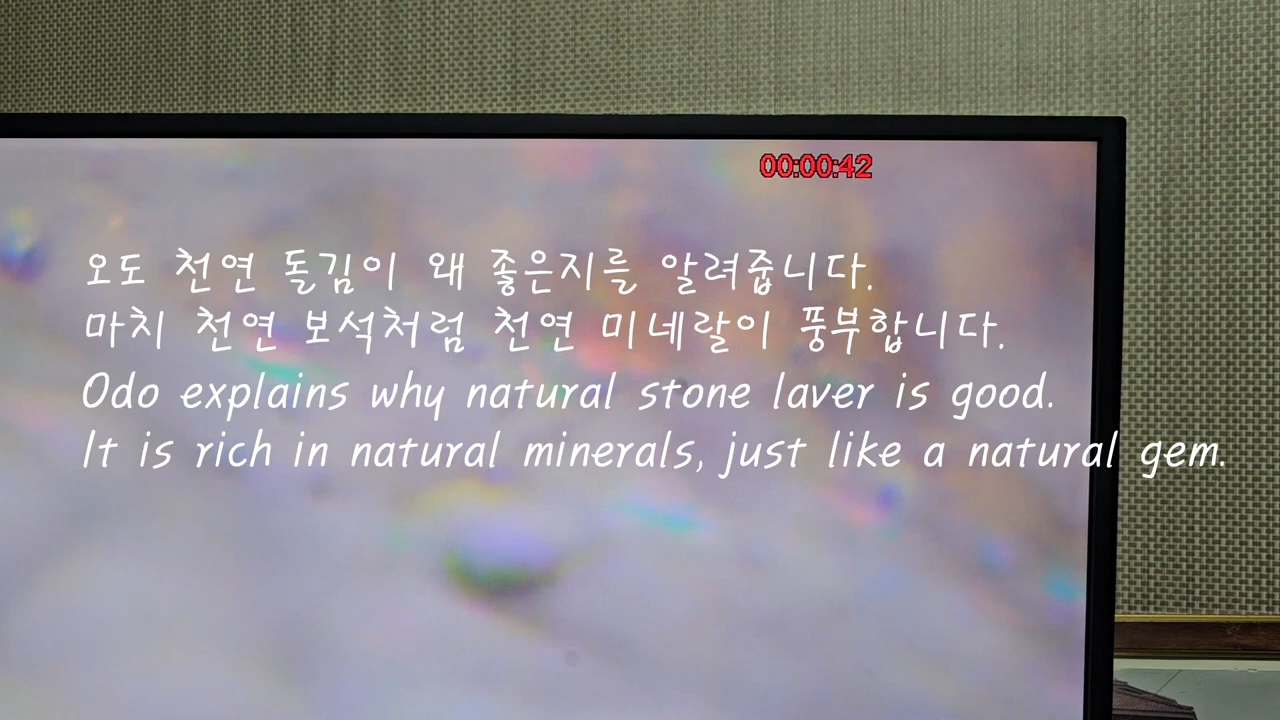 00:00:42
오도 천연 돌김이 왜 좋은지를 알려줍니다.
마치 천연 보석처럼 천연 미네랄이 풍부합니다.
Odo explains why natural stone laver is good.
It is rich in natural minerals, just like a natural gem.